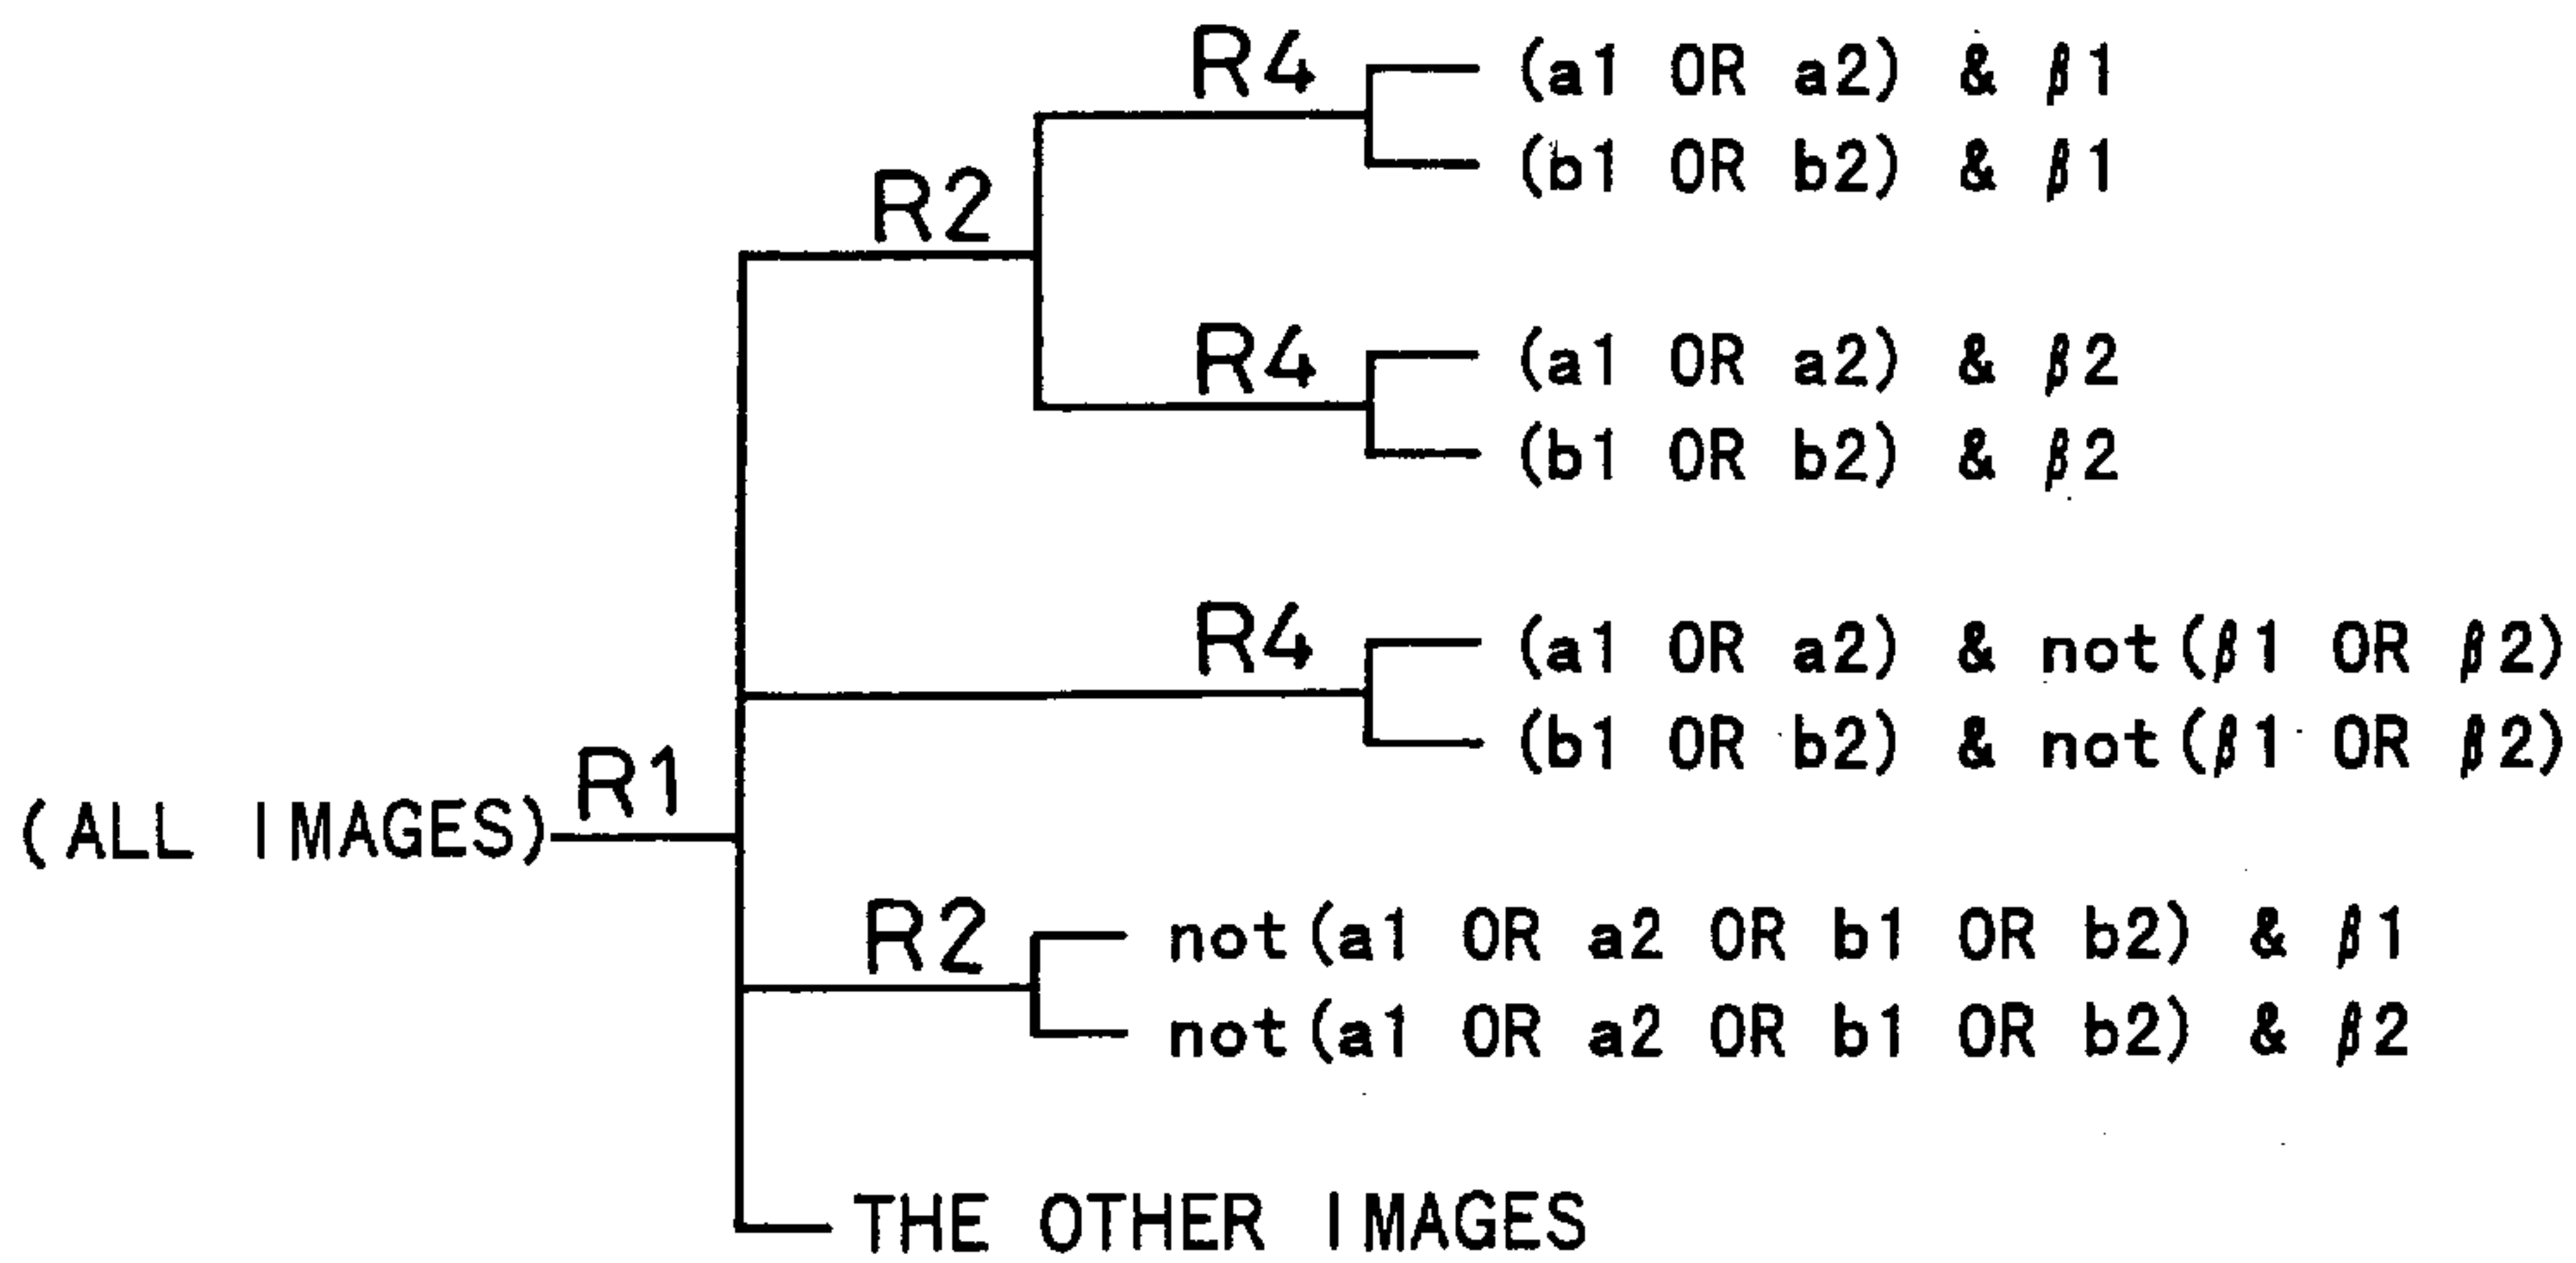 R4
(a1 OR a2) & β1
(b1 OR b2) & β1
R2
R4
(a1 OR a2) & β2
(b1 OR b2) & β2
R4
(a1 OR a2) & not(β1 OR β2)
(b1 OR b2) & not(β1 OR β2)
(ALL IMAGES) R1
R2
not(a1 OR a2 OR b1 OR b2) & β1
not(a1 OR a2 OR b1 OR b2) & β2
THE OTHER IMAGES